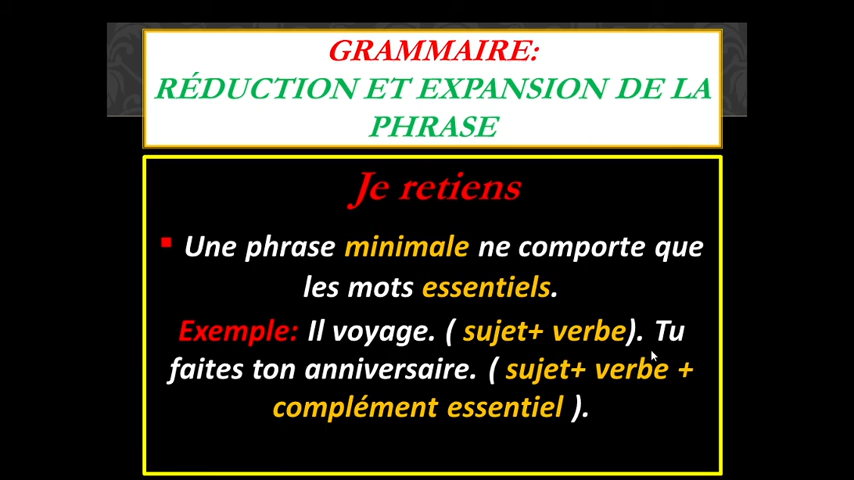 GRAMMAIRE:
RÉDUCTION ET EXPANSION DE LA
PHRASE
Je retiens
▪ Une phrase minimale ne comporte que
les mots essentiels.
Exemple: Il voyage. ( sujet+ verbe). Tu
faites ton anniversaire. ( sujet+ verbe +
complément essentiel ).